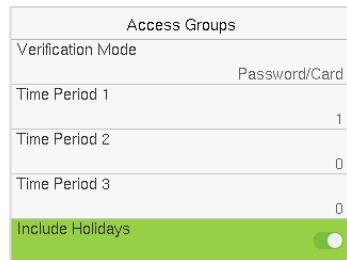 Access Groups
Verification Mode
Password/Card
Time Period 1
1
Time Period 2
0
Time Period 3
0
Include Holidays